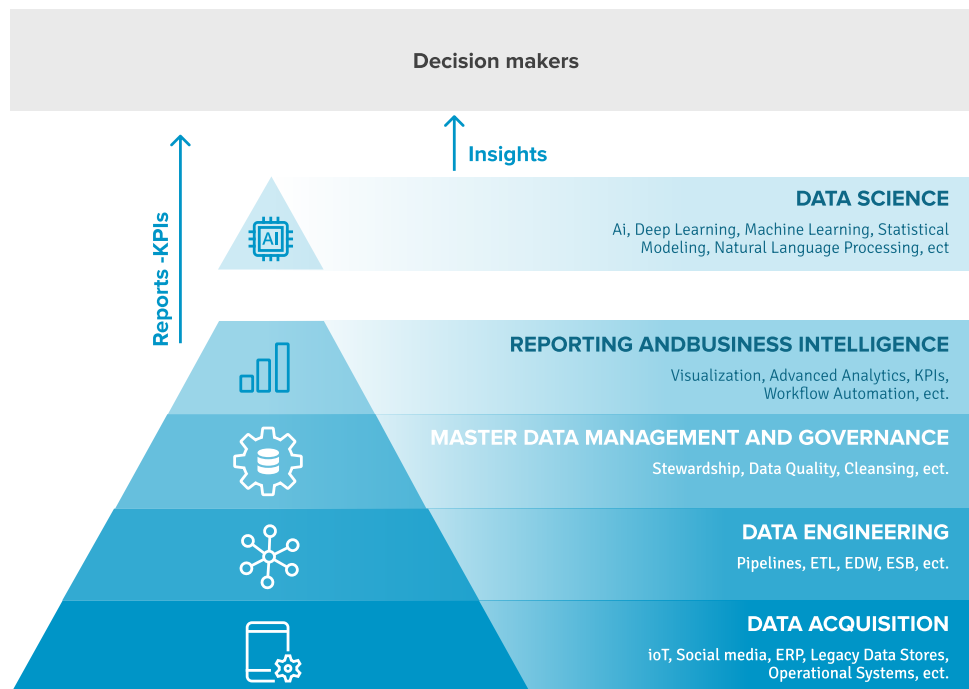 Decision makers
Insights
Reports -KPIs
DATA SCIENCE
AI
Ai, Deep Learning, Machine Learning, Statistical
Modeling, Natural Language Processing, ect
REPORTING ANDBUSINESS INTELLIGENCE
Visualization, Advanced Analytics, KPIs,
Workflow Automation, ect.
MASTER DATA MANAGEMENT AND GOVERNANCE
Stewardship, Data Quality, Cleansing, ect.
DATA ENGINEERING
Pipelines, ETL, EDW, ESB, ect.
DATA ACQUISITION
ioT, Social media, ERP, Legacy Data Stores,
Operational Systems, ect.